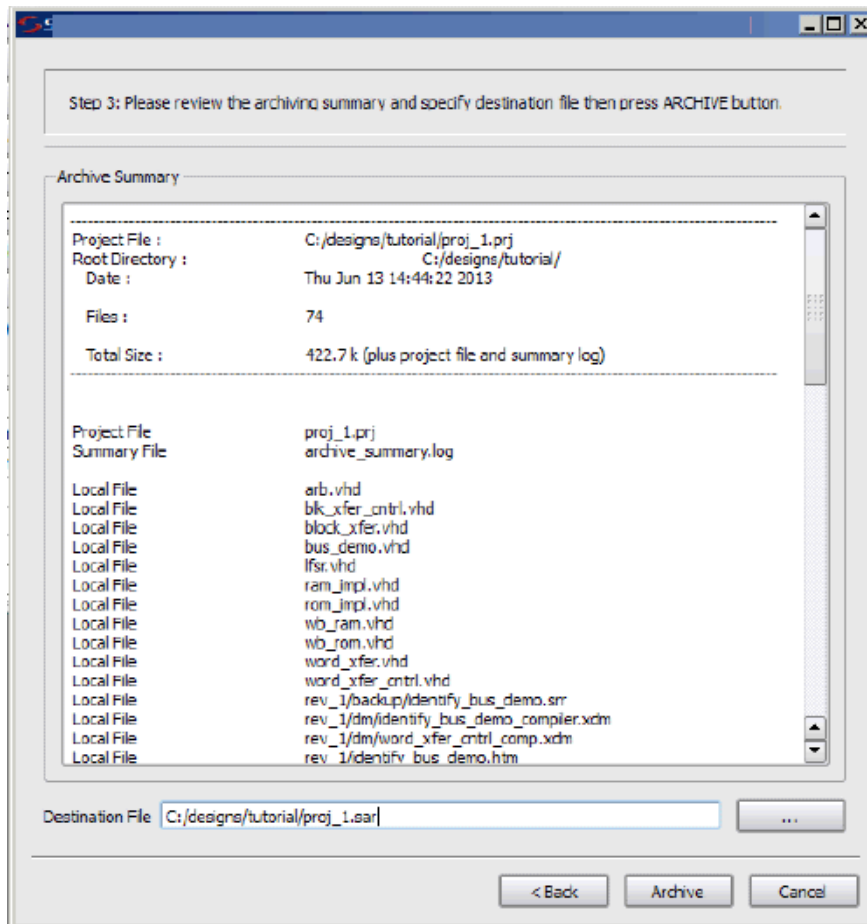 Step 3: Please review the archiving summary and specify destination file then press ARCHIVE button.
Archive Summary
Project File : C:/designs/tutorial/proj_1.prj
Root Directory : C:/designs/tutorial/
Date : Thu Jun 13 14:44:22 2013
Files : 74
Total Size : 422.7 k (plus project file and summary log)
Project File proj_1.prj
Summary File archive_summary.log
Local File arb.vhd
Local File blk_xfer_cntrl.vhd
Local File block_xfer.vhd
Local File bus_demo.vhd
Local File lfsr.vhd
Local File ram_impl.vhd
Local File rom_impl.vhd
Local File wb_ram.vhd
Local File wb_rom.vhd
Local File word_xfer.vhd
Local File word_xfer_cntrl.vhd
Local File rev_1/backup/identify_bus_demo.srr
Local File rev_1/dm/identify_bus_demo_compiler.xdm
Local File rev_1/dm/word_xfer_cntrl_comp.xdm
Local File rev_1/identify_bus_demo.htm
Destination File C:/designs/tutorial/proj_1.sar ...
< Back Archive Cancel